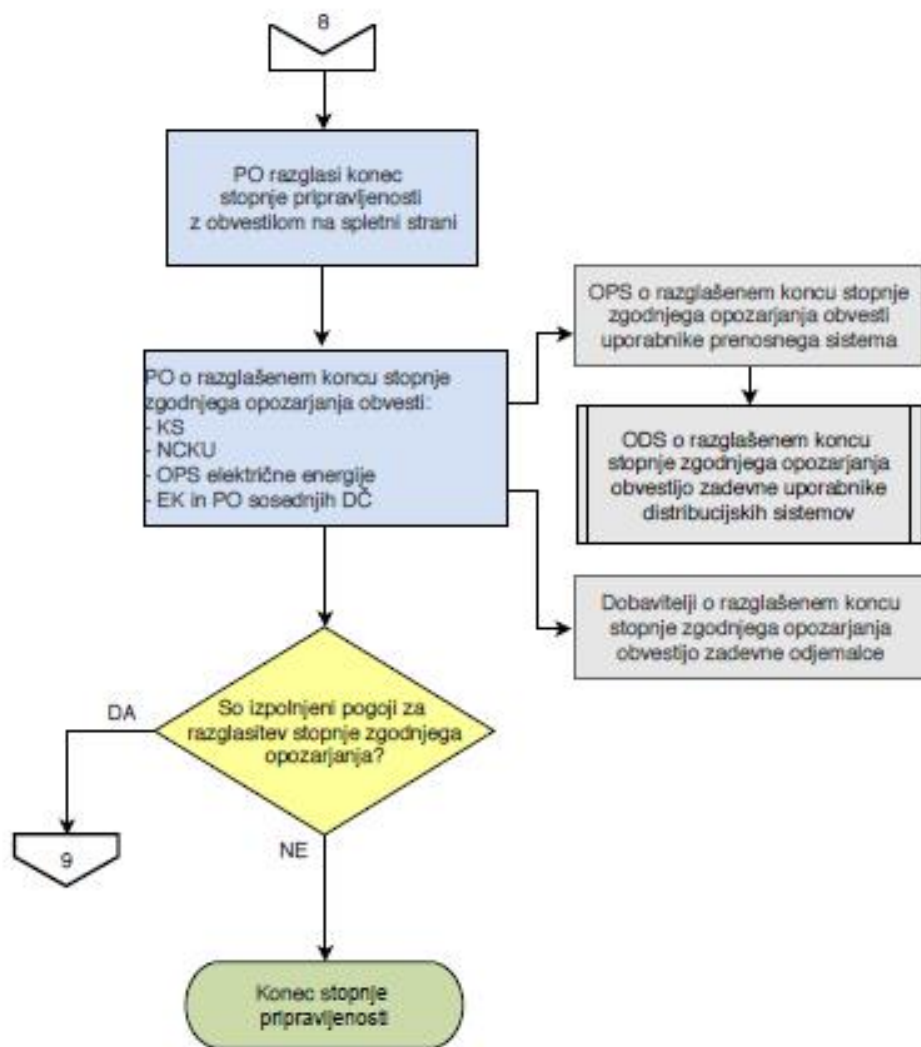 8
PO razglasi konec
stopnje pripravljenosti
z obvestilom na spletni strani
OPS o razglašenem koncu stopnje
zgodnjega opozarjanja obvesti
uporabnike prenosnega sistema
PO o razglašenem koncu stopnje
zgodnjega opozarjanja obvesti:
- KS
- NCKU
- OPS električne energije
- EK in PO sosednjih DČ
ODS o razglašenem koncu
stopnje zgodnjega opozarjanja
obvestijo zadevne uporabnike
distribucijskih sistemov
Dobavitelji o razglašenem koncu
stopnje zgodnjega opozarjanja
obvestijo zadevne odjemalce
So izpolnjeni pogoji za
razglasitev stopnje zgodnjega
opozarjanja?
DA
9
NE
Konec stopnje
pripravljenosti